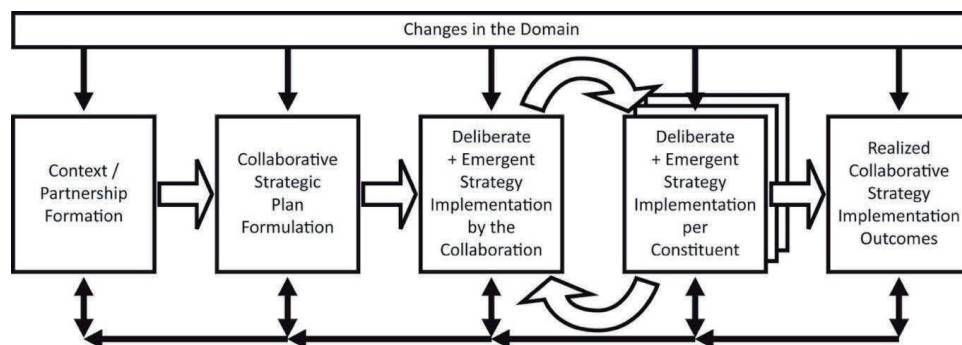 Changes in the Domain
Context /
Partnership
Formation
Collaborative
Strategic
Plan
Formulation
Deliberate
+ Emergent
Strategy
Implementation
by the
Collaboration
Deliberate
+ Emergent
Strategy
Implementation
per
Constituent
Realized
Collaborative
Strategy
Implementation
Outcomes